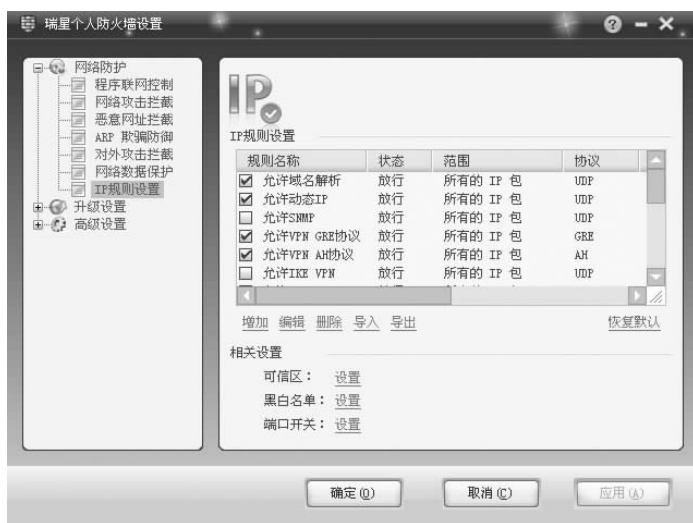 瑞星个人防火墙设置
网络防护
程序联网控制
网络攻击拦截
恶意网址拦截
ARP 欺骗防御
对外攻击拦截
网络数据保护
IP规则设置
升级设置
高级设置
IP
IP规则设置
规则名称 状态 范围 协议
允许域名解析 放行 所有的 IP 包 UDP
允许动态IP 放行 所有的 IP 包 UDP
允许SNMP 放行 所有的 IP 包 UDP
允许VPN GRE协议 放行 所有的 IP 包 GRE
允许VPN AH协议 放行 所有的 IP 包 AH
允许IKE VPN 放行 所有的 IP 包 UDP
增加 编辑 删除 导入 导出 恢复默认
相关设置
可信区： 设置
黑白名单： 设置
端口开关： 设置
确定(O) 取消(C) 应用(A)